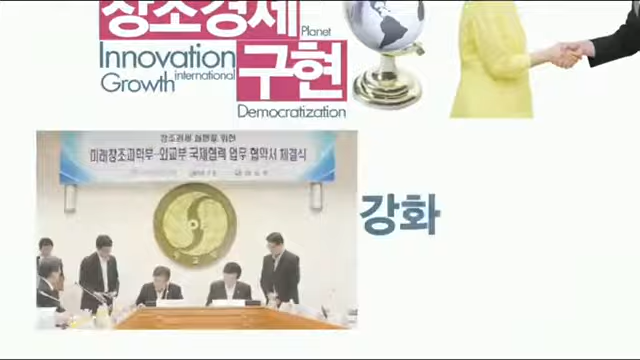 창조경제
Planet
Innovation
international
Growth
구현
Democratization
창조경제 실현을 위한
미래창조과학부-외교부 국제협력 업무 협약서 체결식
강화